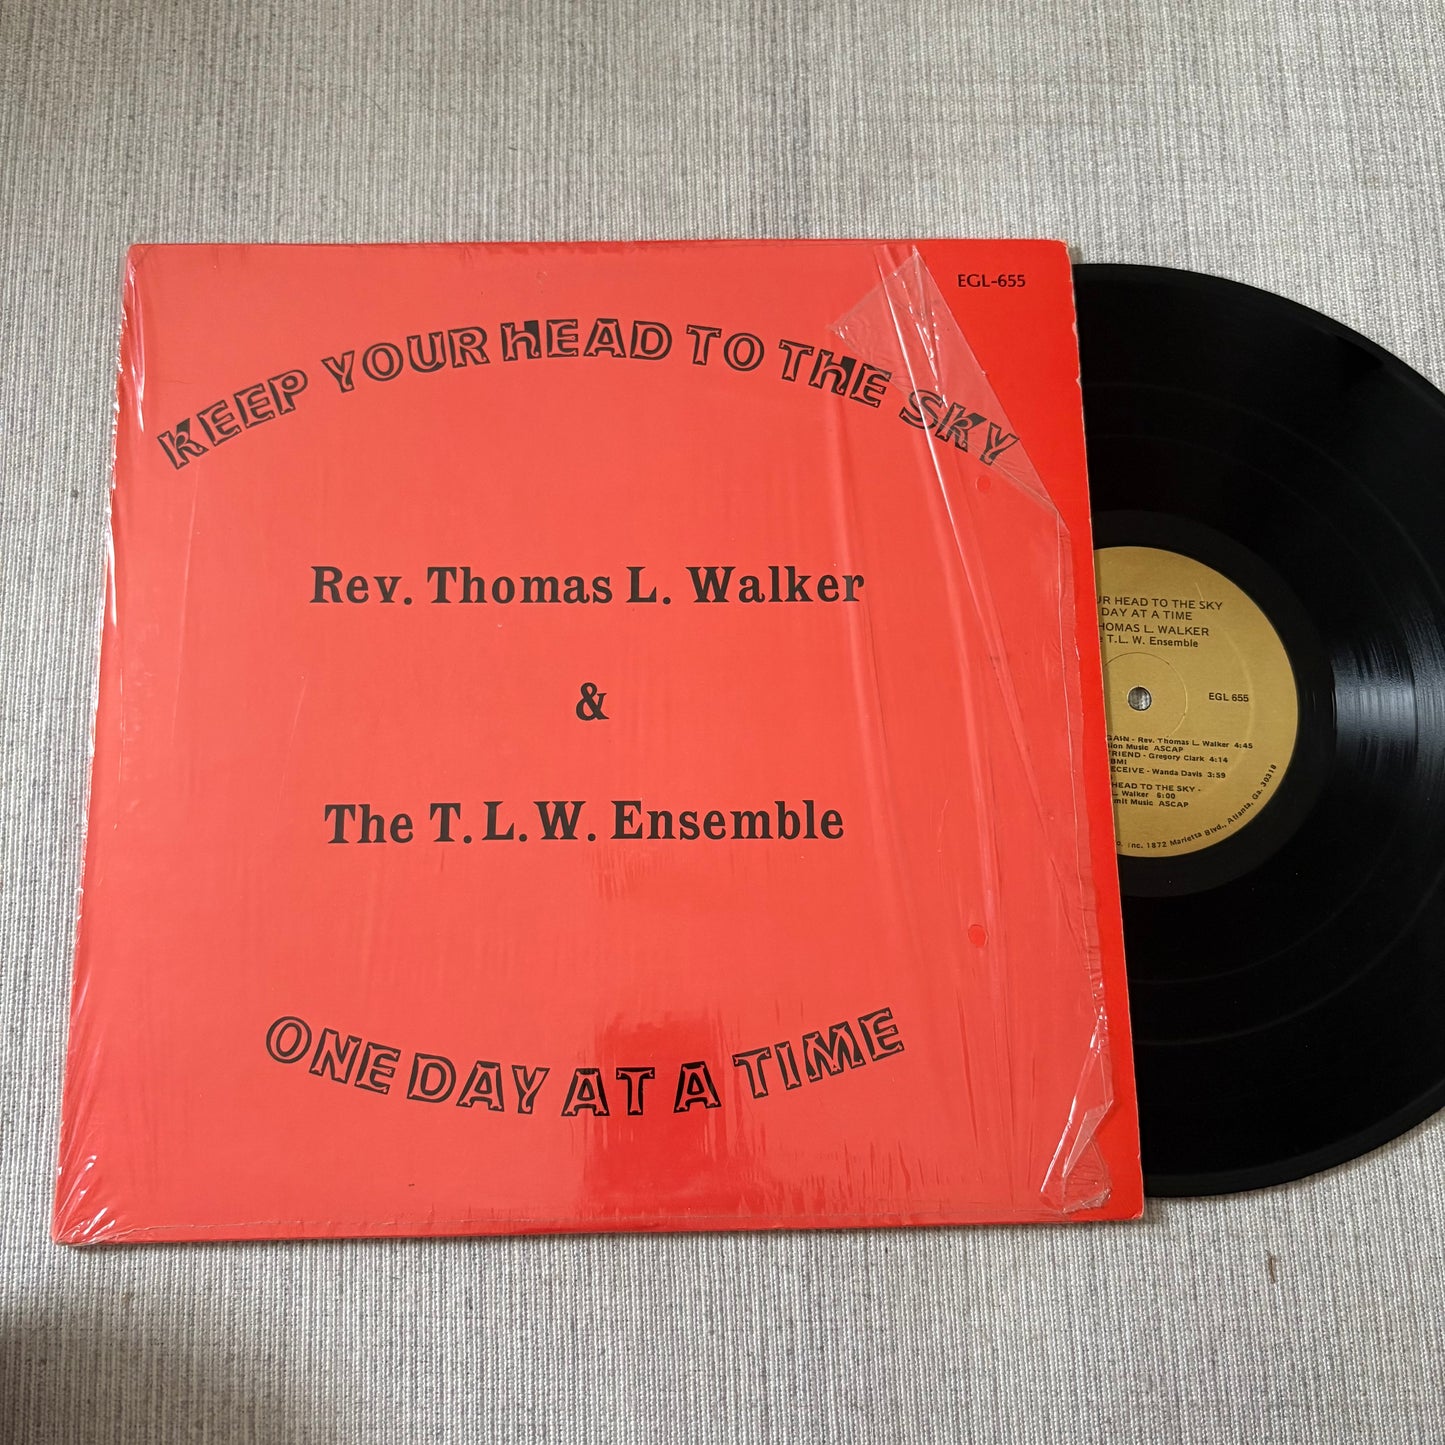 EGL-655
KEEP YOUR HEAD TO THE SKY
Rev. Thomas L. Walker
&
The T.L.W. Ensemble
ONE DAY AT A TIME
HEAD TO THE SKY
DAY AT A TIME
L. WALKER
T.L.W. Ensemble
EGL 655
- Rev. Thomas L. Walker 4:45
Music ASCAP
- Gregory Clark 4:14
BMI
- Wanda Davis 3:59
HEAD TO THE SKY -
Walker 6:00
Music ASCAP
Inc. 1872 Marietta Blvd., Atlanta, Ga. 30318